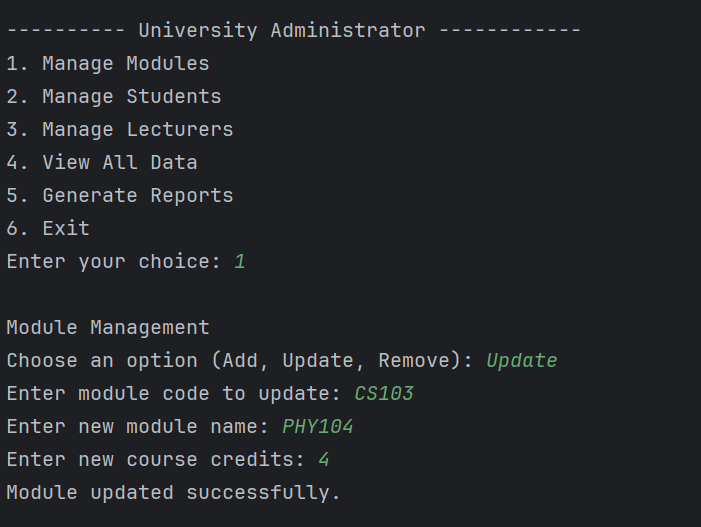 ---------- University Administrator ------------
1. Manage Modules
2. Manage Students
3. Manage Lecturers
4. View All Data
5. Generate Reports
6. Exit
Enter your choice: 1
Module Management
Choose an option (Add, Update, Remove): Update
Enter module code to update: CS103
Enter new module name: PHY104
Enter new course credits: 4
Module updated successfully.